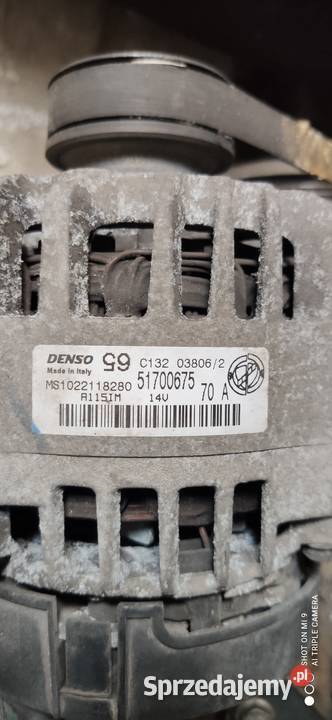 DENSO 59 C132 03806/2
Made in Italy
MS1022118280 51700675
A115IM 14V 70 A
SHOT ON MI 9
AI TRIPLE CAMERA
Sprzedajemy.pl